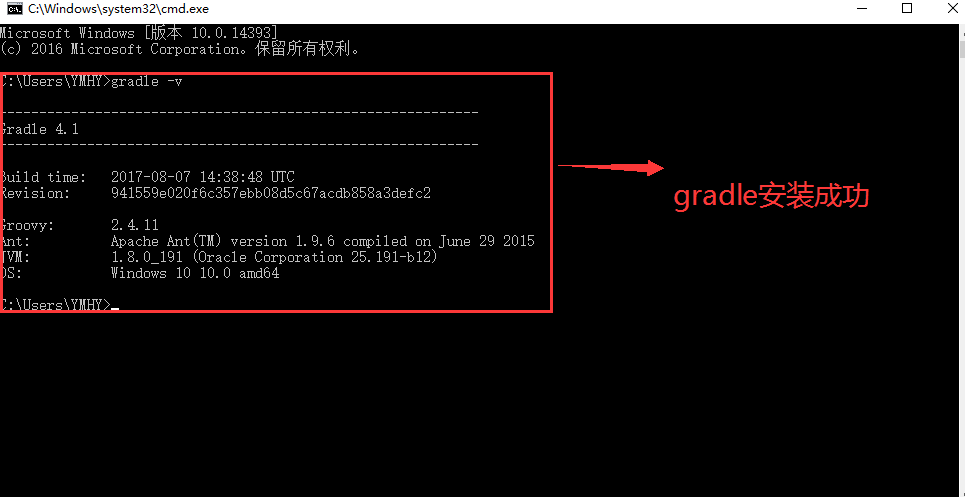 C:\Windows\system32\cmd.exe
Microsoft Windows [版本 10.0.14393]
(c) 2016 Microsoft Corporation。保留所有权利。
C:\Users\YMHY>gradle -v
------------------------------------------------------------
Gradle 4.1
------------------------------------------------------------
Build time:   2017-08-07 14:38:48 UTC
Revision:     941559e020f6c357ebb08d5c67acdb858a3defc2
Groovy:       2.4.11
Ant:          Apache Ant(TM) version 1.9.6 compiled on June 29 2015
JVM:          1.8.0_191 (Oracle Corporation 25.191-b12)
OS:           Windows 10 10.0 amd64
C:\Users\YMHY>
gradle安装成功